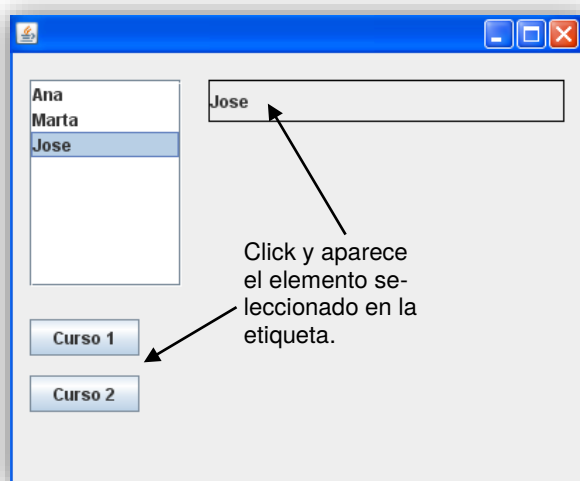 Ana
Marta
Jose
Jose
Click y aparece
el elemento se-
leccionado en la
etiqueta.
Curso 1
Curso 2